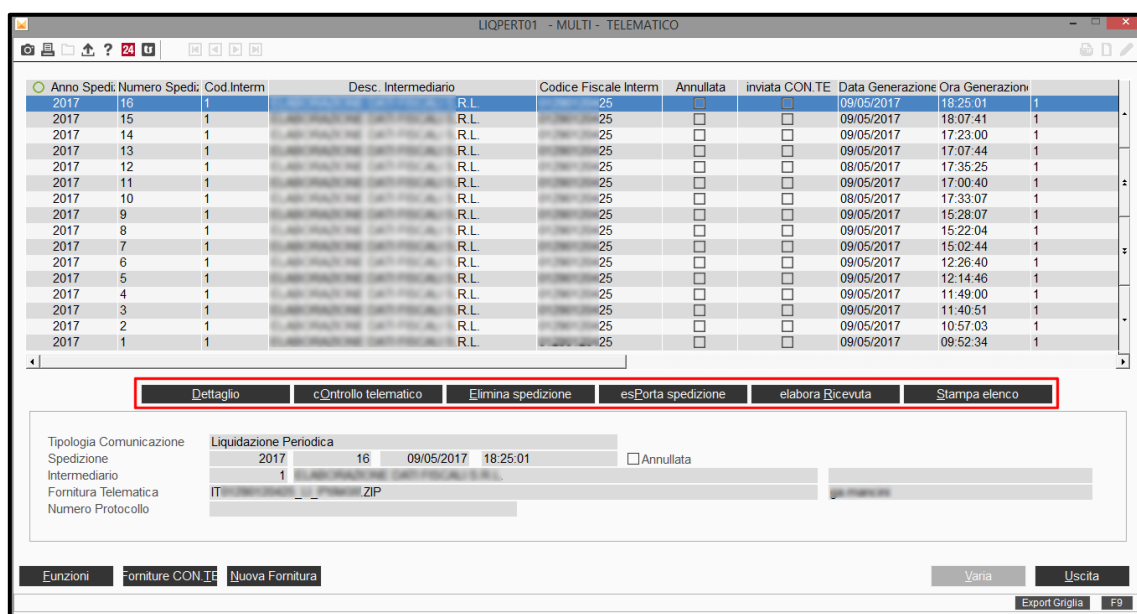 LIQPERT01 - MULTI - TELEMATICO
? 24
Anno Spedi: Numero Spedi: Cod.Interm Desc. Intermediario Codice Fiscale Interm Annullata inviata CON.TE Data Generazione Ora Generazion
2017 16 1 R.L. 25 09/05/2017 18:25:01 1
2017 15 1 R.L. 25 09/05/2017 18:07:41 1
2017 14 1 R.L. 25 09/05/2017 17:23:00 1
2017 13 1 R.L. 25 09/05/2017 17:07:44 1
2017 12 1 R.L. 25 08/05/2017 17:35:25 1
2017 11 1 R.L. 25 09/05/2017 17:00:40 1
2017 10 1 R.L. 25 08/05/2017 17:33:07 1
2017 9 1 R.L. 25 09/05/2017 15:28:07 1
2017 8 1 R.L. 25 09/05/2017 15:22:04 1
2017 7 1 R.L. 25 09/05/2017 15:02:44 1
2017 6 1 R.L. 25 09/05/2017 12:26:40 1
2017 5 1 R.L. 25 09/05/2017 12:14:46 1
2017 4 1 R.L. 25 09/05/2017 11:49:00 1
2017 3 1 R.L. 25 09/05/2017 11:40:51 1
2017 2 1 R.L. 25 09/05/2017 10:57:03 1
2017 1 1 R.L. 25 09/05/2017 09:52:34 1
Dettaglio cOntrollo telematico Elimina spedizione esPorta spedizione elabora Ricevuta Stampa elenco
Tipologia Comunicazione Liquidazione Periodica
Spedizione 2017 16 09/05/2017 18:25:01 Annullata
Intermediario 1
Fornitura Telematica IT .ZIP
Numero Protocollo
Funzioni Forniture CON.TE Nuova Fornitura Varia Uscita
Export Griglia F9